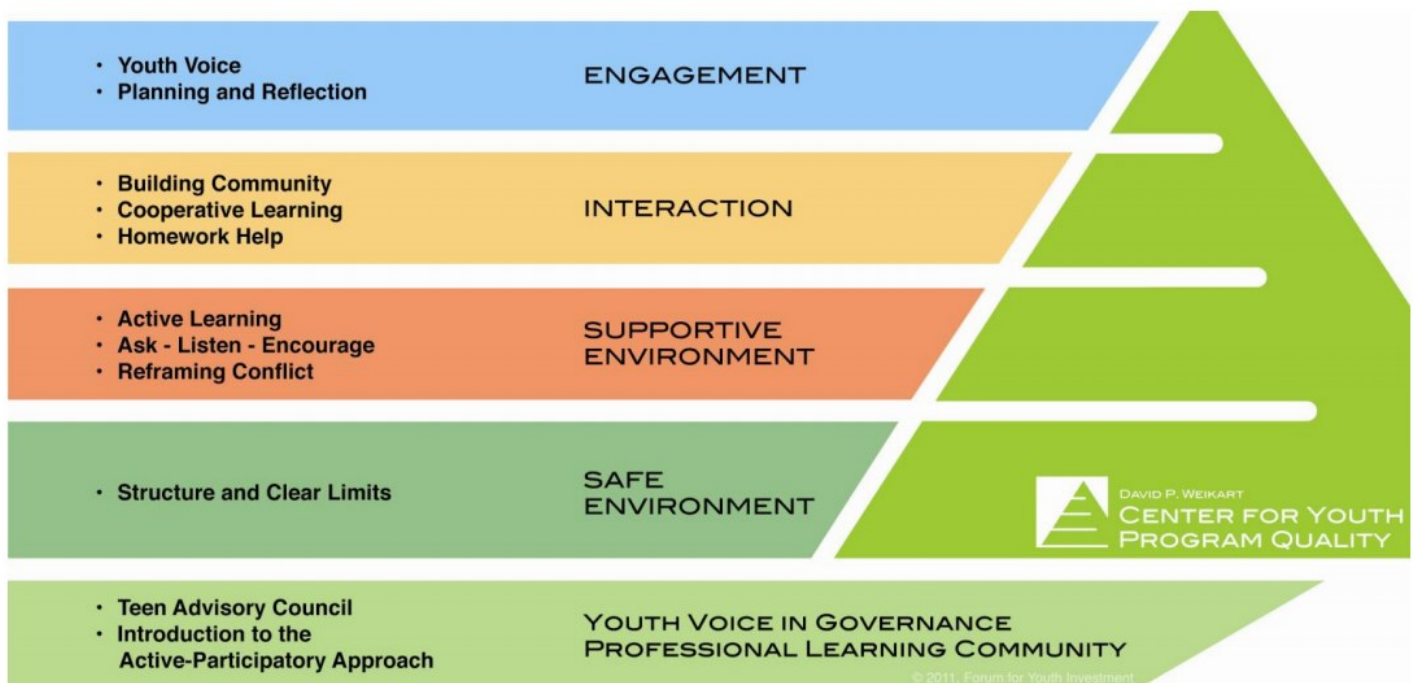 • Youth Voice
• Planning and Reflection
ENGAGEMENT
• Building Community
• Cooperative Learning
• Homework Help
INTERACTION
• Active Learning
• Ask - Listen - Encourage
• Reframing Conflict
SUPPORTIVE
ENVIRONMENT
• Structure and Clear Limits
SAFE
ENVIRONMENT
DAVID P. WEIKART
CENTER FOR YOUTH
PROGRAM QUALITY
• Teen Advisory Council
• Introduction to the
Active-Participatory Approach
YOUTH VOICE IN GOVERNANCE
PROFESSIONAL LEARNING COMMUNITY
© 2011, Forum for Youth Investment